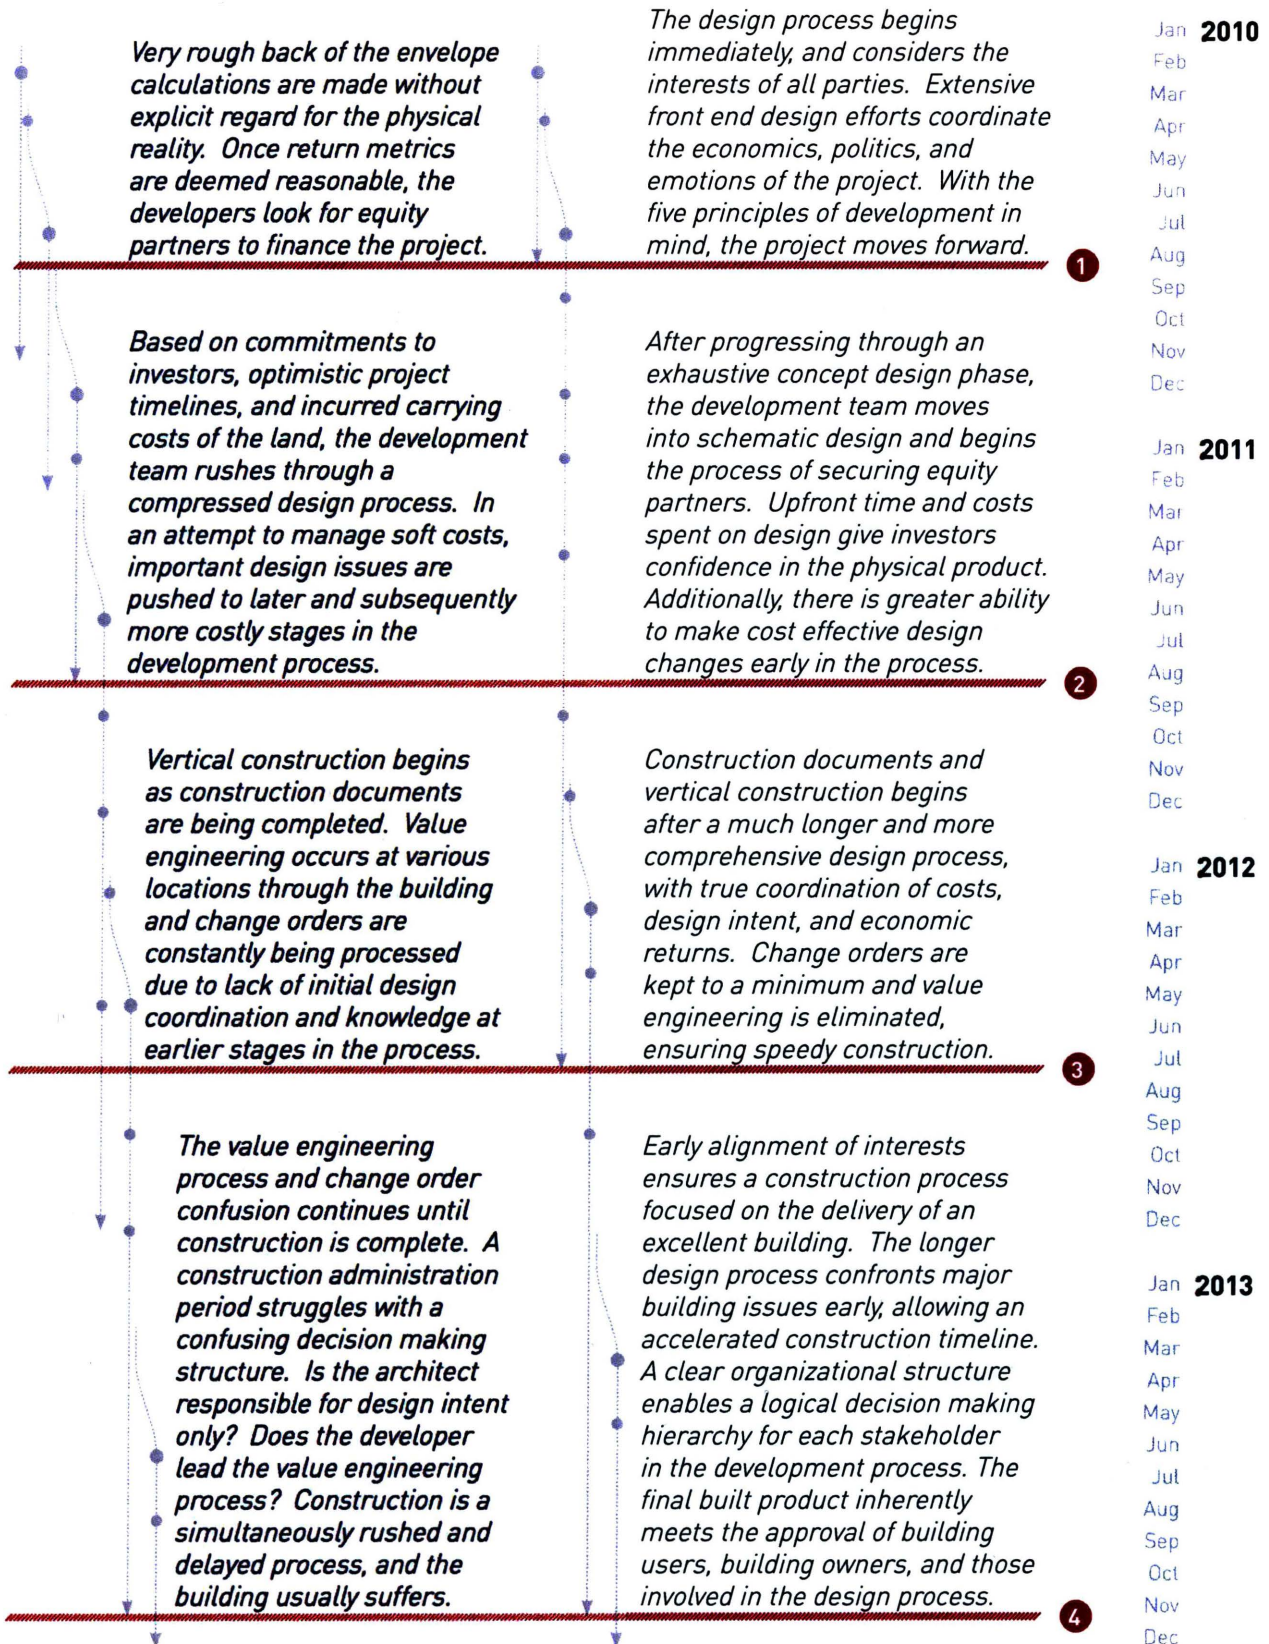 Very rough back of the envelope
calculations are made without
explicit regard for the physical
reality. Once return metrics
are deemed reasonable, the
developers look for equity
partners to finance the project.
The design process begins
immediately, and considers the
interests of all parties. Extensive
front end design efforts coordinate
the economics, politics, and
emotions of the project. With the
five principles of development in
mind, the project moves forward.
1
Based on commitments to
investors, optimistic project
timelines, and incurred carrying
costs of the land, the development
team rushes through a
compressed design process. In
an attempt to manage soft costs,
important design issues are
pushed to later and subsequently
more costly stages in the
development process.
After progressing through an
exhaustive concept design phase,
the development team moves
into schematic design and begins
the process of securing equity
partners. Upfront time and costs
spent on design give investors
confidence in the physical product.
Additionally, there is greater ability
to make cost effective design
changes early in the process.
2
Vertical construction begins
as construction documents
are being completed. Value
engineering occurs at various
locations through the building
and change orders are
constantly being processed
due to lack of initial design
coordination and knowledge at
earlier stages in the process.
Construction documents and
vertical construction begins
after a much longer and more
comprehensive design process,
with true coordination of costs,
design intent, and economic
returns. Change orders are
kept to a minimum and value
engineering is eliminated,
ensuring speedy construction.
3
The value engineering
process and change order
confusion continues until
construction is complete. A
construction administration
period struggles with a
confusing decision making
structure. Is the architect
responsible for design intent
only? Does the developer
lead the value engineering
process? Construction is a
simultaneously rushed and
delayed process, and the
building usually suffers.
Early alignment of interests
ensures a construction process
focused on the delivery of an
excellent building. The longer
design process confronts major
building issues early, allowing an
accelerated construction timeline.
A clear organizational structure
enables a logical decision making
hierarchy for each stakeholder
in the development process. The
final built product inherently
meets the approval of building
users, building owners, and those
involved in the design process.
4
Jan 2010
Feb
Mar
Apr
May
Jun
Jul
Aug
Sep
Oct
Nov
Dec
Jan 2011
Feb
Mar
Apr
May
Jun
Jul
Aug
Sep
Oct
Nov
Dec
Jan 2012
Feb
Mar
Apr
May
Jun
Jul
Aug
Sep
Oct
Nov
Dec
Jan 2013
Feb
Mar
Apr
May
Jun
Jul
Aug
Sep
Oct
Nov
Dec